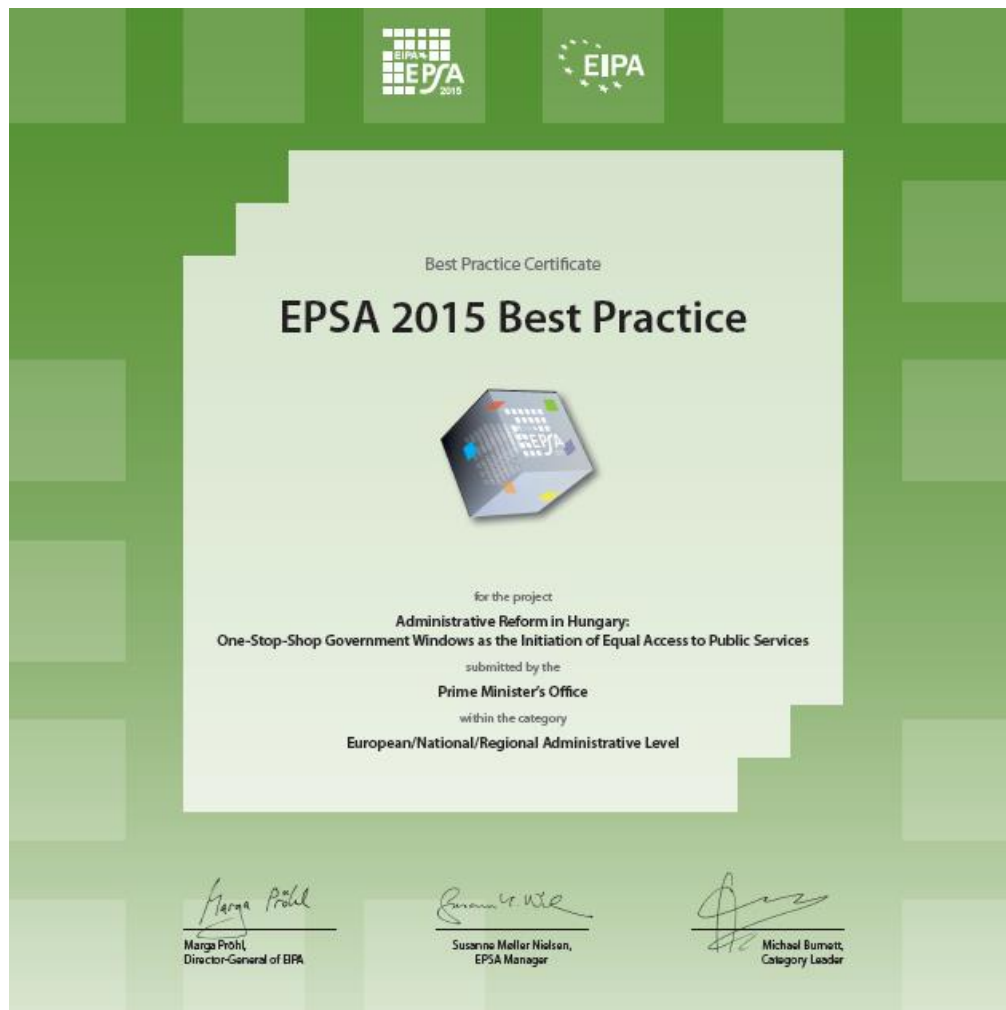 EIPA
EPSA
2015
EIPA
Best Practice Certificate
EPSA 2015 Best Practice
EPSA
for the project
Administrative Reform in Hungary:
One-Stop-Shop Government Windows as the Initiation of Equal Access to Public Services
submitted by the
Prime Minister's Office
within the category
European/National/Regional Administrative Level
Marga Pröhl
Marga Pröhl,
Director-General of EIPA
Susanne Møller Nielsen,
EPSA Manager
Michael Burnett,
Category Leader